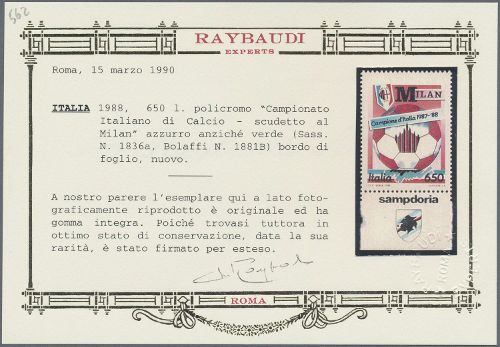 562
RAYBAUDI
EXPERTS
Roma, 15 marzo 1990
ITALIA 1988, 650 l. policromo "Campionato
Italiano di Calcio - scudetto al
Milan" azzurro anziché verde (Sass.
N. 1836A, Bolaffi N. 1881B) bordo di
foglio, nuovo.
A nostro parere l'esemplare qui a lato foto-
graficamente riprodotto è originale ed ha
gomma integra. Poiché trovasi tuttora in
ottimo stato di conservazione, data la sua
rarità, è stato firmato per esteso.
MILAN
Campione d'Italia 1987-'88
Italia 650
sampdoria
ROMA